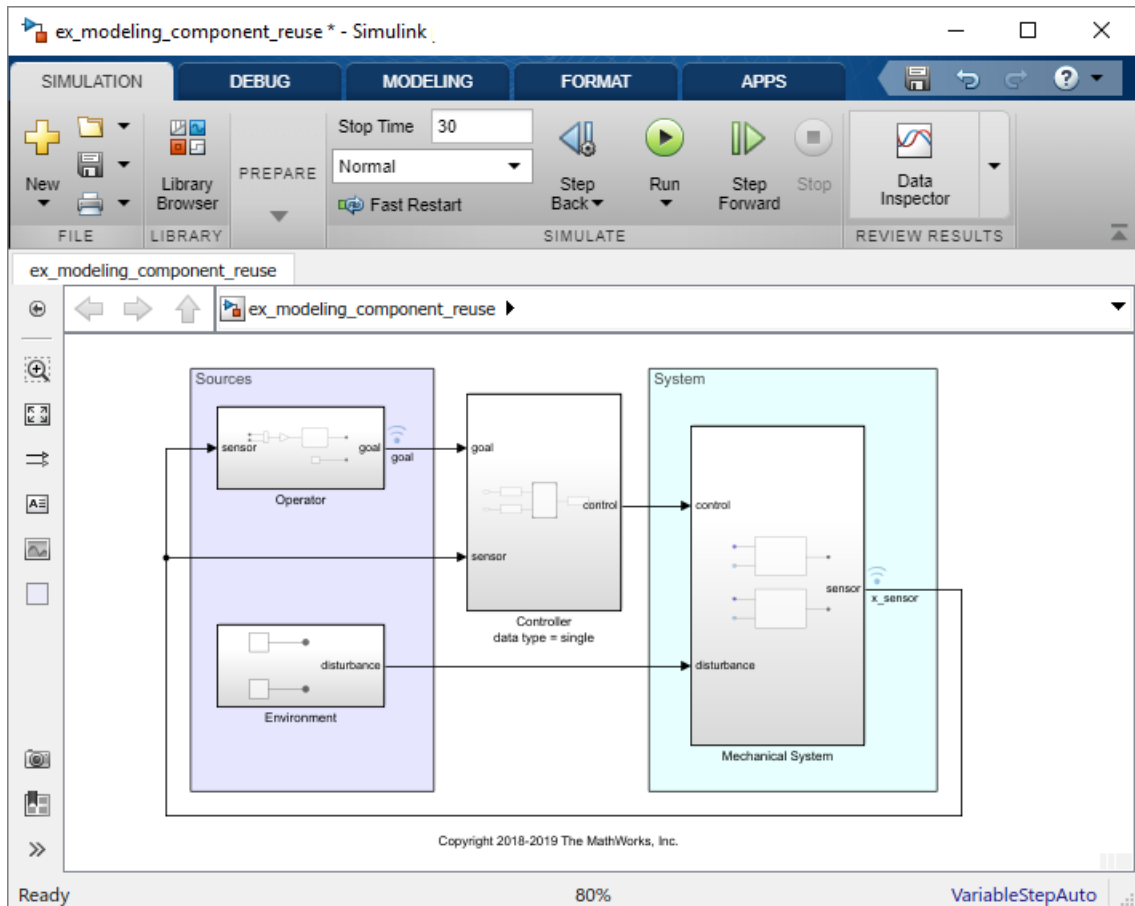 ex_modeling_component_reuse * - Simulink
SIMULATION DEBUG MODELING FORMAT APPS
New
FILE
Library
Browser
LIBRARY
PREPARE
Stop Time 30
Normal
Fast Restart
Step
Back
Run
Step
Forward
Stop
SIMULATE
Data
Inspector
REVIEW RESULTS
ex_modeling_component_reuse
ex_modeling_component_reuse
Sources
sensor
goal
goal
Operator
disturbance
Environment
goal
sensor
control
Controller
data type = single
System
control
disturbance
sensor
x_sensor
Mechanical System
Copyright 2018-2019 The MathWorks, Inc.
Ready 80% VariableStepAuto